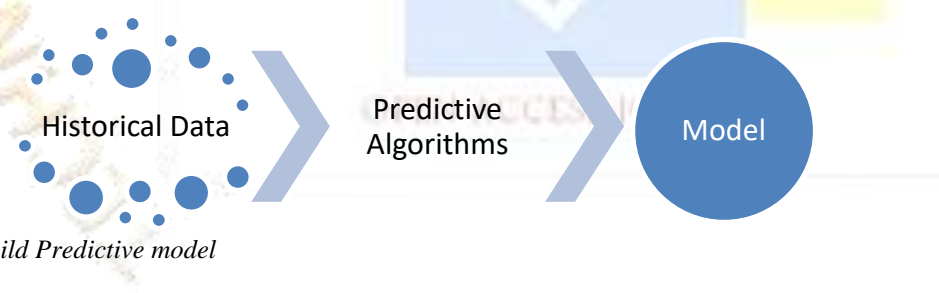 Historical Data
Predictive
Algorithms
Model
ild Predictive model